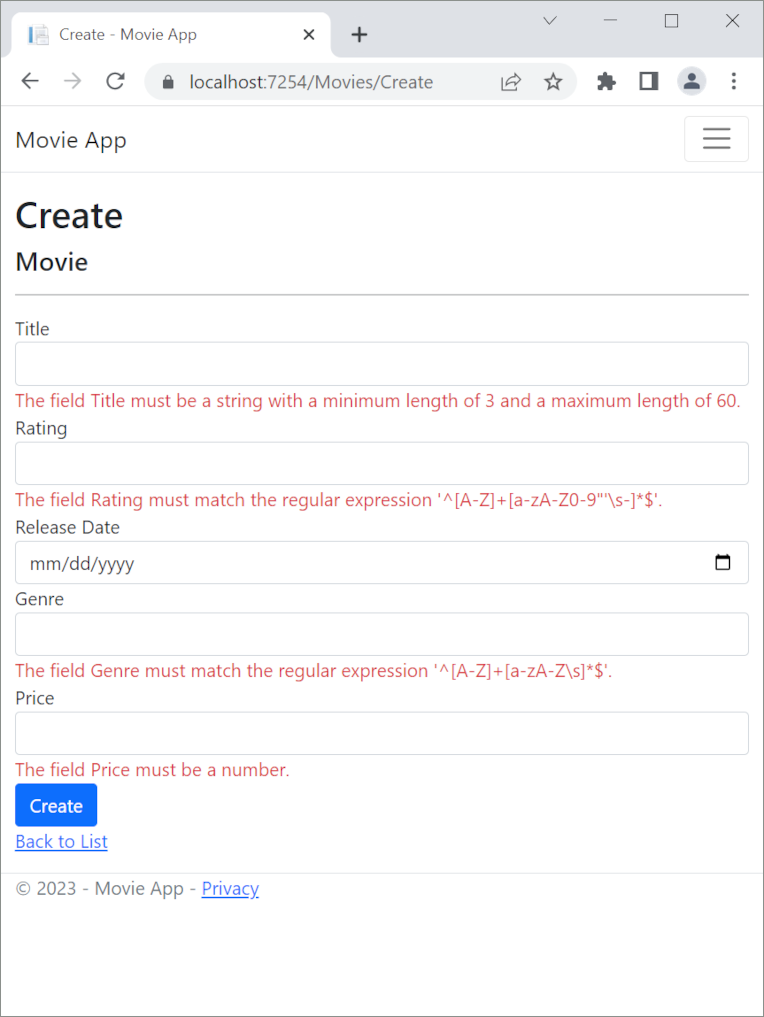 Create - Movie App
localhost:7254/Movies/Create
Movie App
Create
Movie
Title
The field Title must be a string with a minimum length of 3 and a maximum length of 60.
Rating
The field Rating must match the regular expression '^[A-Z]+[a-zA-Z0-9"'\s-]*$'.
Release Date
mm/dd/yyyy
Genre
The field Genre must match the regular expression '^[A-Z]+[a-zA-Z\s]*$'.
Price
The field Price must be a number.
Create
Back to List
© 2023 - Movie App - Privacy